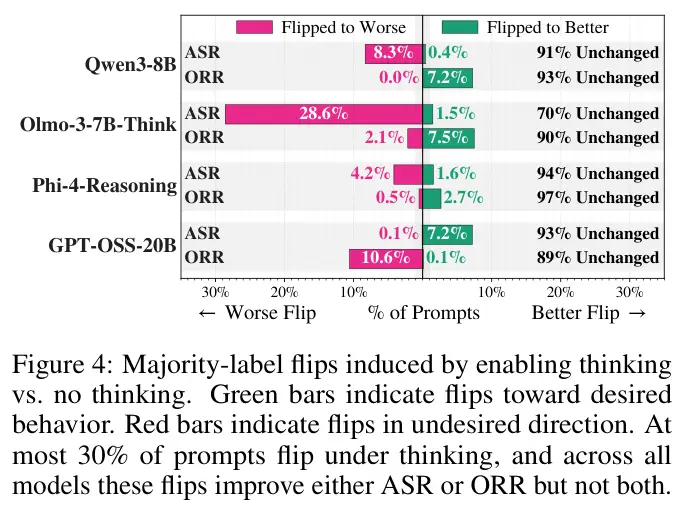 Flipped to Worse Flipped to Better
Qwen3-8B
ASR 8.3% 0.4% 91% Unchanged
ORR 0.0% 7.2% 93% Unchanged
Olmo-3-7B-Think
ASR 28.6% 1.5% 70% Unchanged
ORR 2.1% 7.5% 90% Unchanged
Phi-4-Reasoning
ASR 4.2% 1.6% 94% Unchanged
ORR 0.5% 2.7% 97% Unchanged
GPT-OSS-20B
ASR 0.1% 7.2% 93% Unchanged
ORR 10.6% 0.1% 89% Unchanged
30% 20% 10% 10% 20% 30%
← Worse Flip % of Prompts Better Flip →
Figure 4: Majority-label flips induced by enabling thinking
vs. no thinking. Green bars indicate flips toward desired
behavior. Red bars indicate flips in undesired direction. At
most 30% of prompts flip under thinking, and across all
models these flips improve either ASR or ORR but not both.